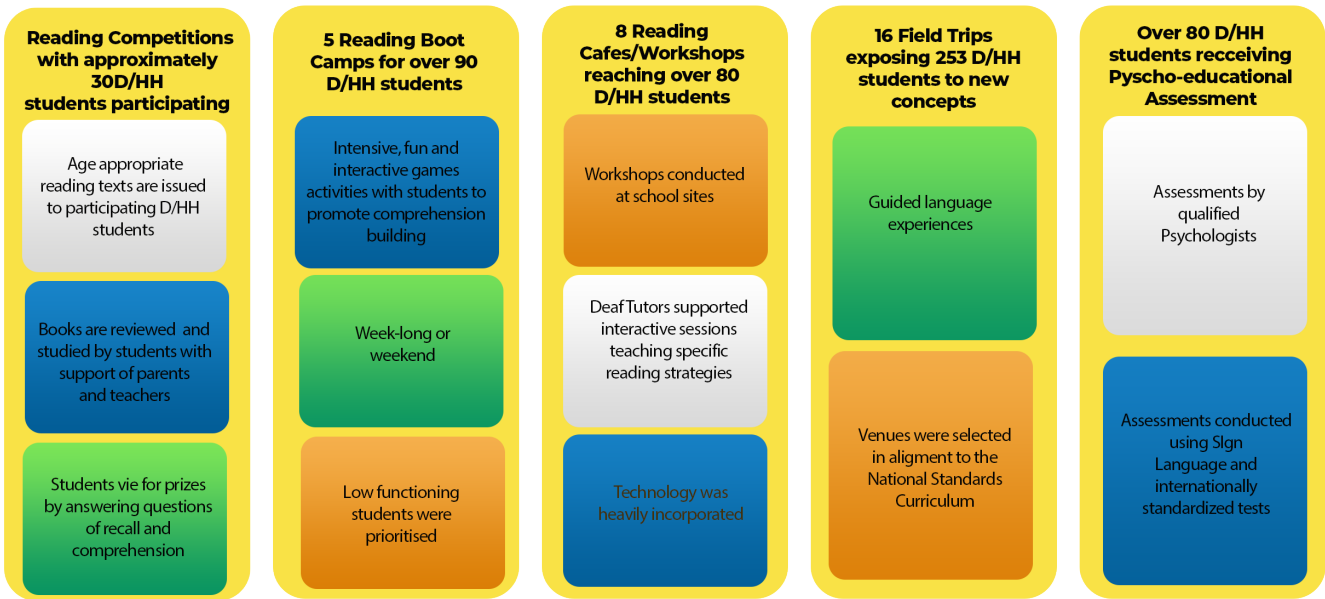 Reading Competitions
with approximately
30D/HH
students participating
Age appropriate
reading texts are issued
to participating D/HH
students
Books are reviewed and
studied by students with
support of parents
and teachers
Students vie for prizes
by answering questions
of recall and
comprehension
5 Reading Boot
Camps for over 90
D/HH students
Intensive, fun and
interactive games
activities with students to
promote comprehension
building
Week-long or
weekend
Low functioning
students were
prioritised
8 Reading
Cafes/Workshops
reaching over 80
D/HH students
Workshops conducted
at school sites
Deaf Tutors supported
interactive sessions
teaching specific
reading strategies
Technology was
heavily incorporated
16 Field Trips
exposing 253 D/HH
students to new
concepts
Guided language
experiences
Venues were selected
in aligment to the
National Standards
Curriculum
Over 80 D/HH
students recceiving
Pyscho-educational
Assessment
Assessments by
qualified
Psychologists
Assessments conducted
using SIgn
Language and
internationally
standardized tests